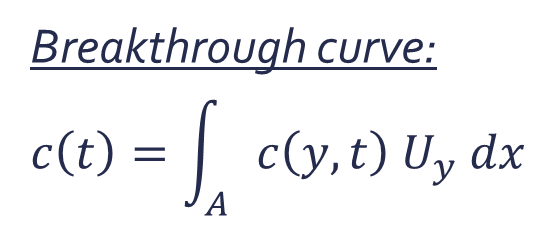 Breakthrough curve:
c(t) = ∫_A c(y, t) U_y dx